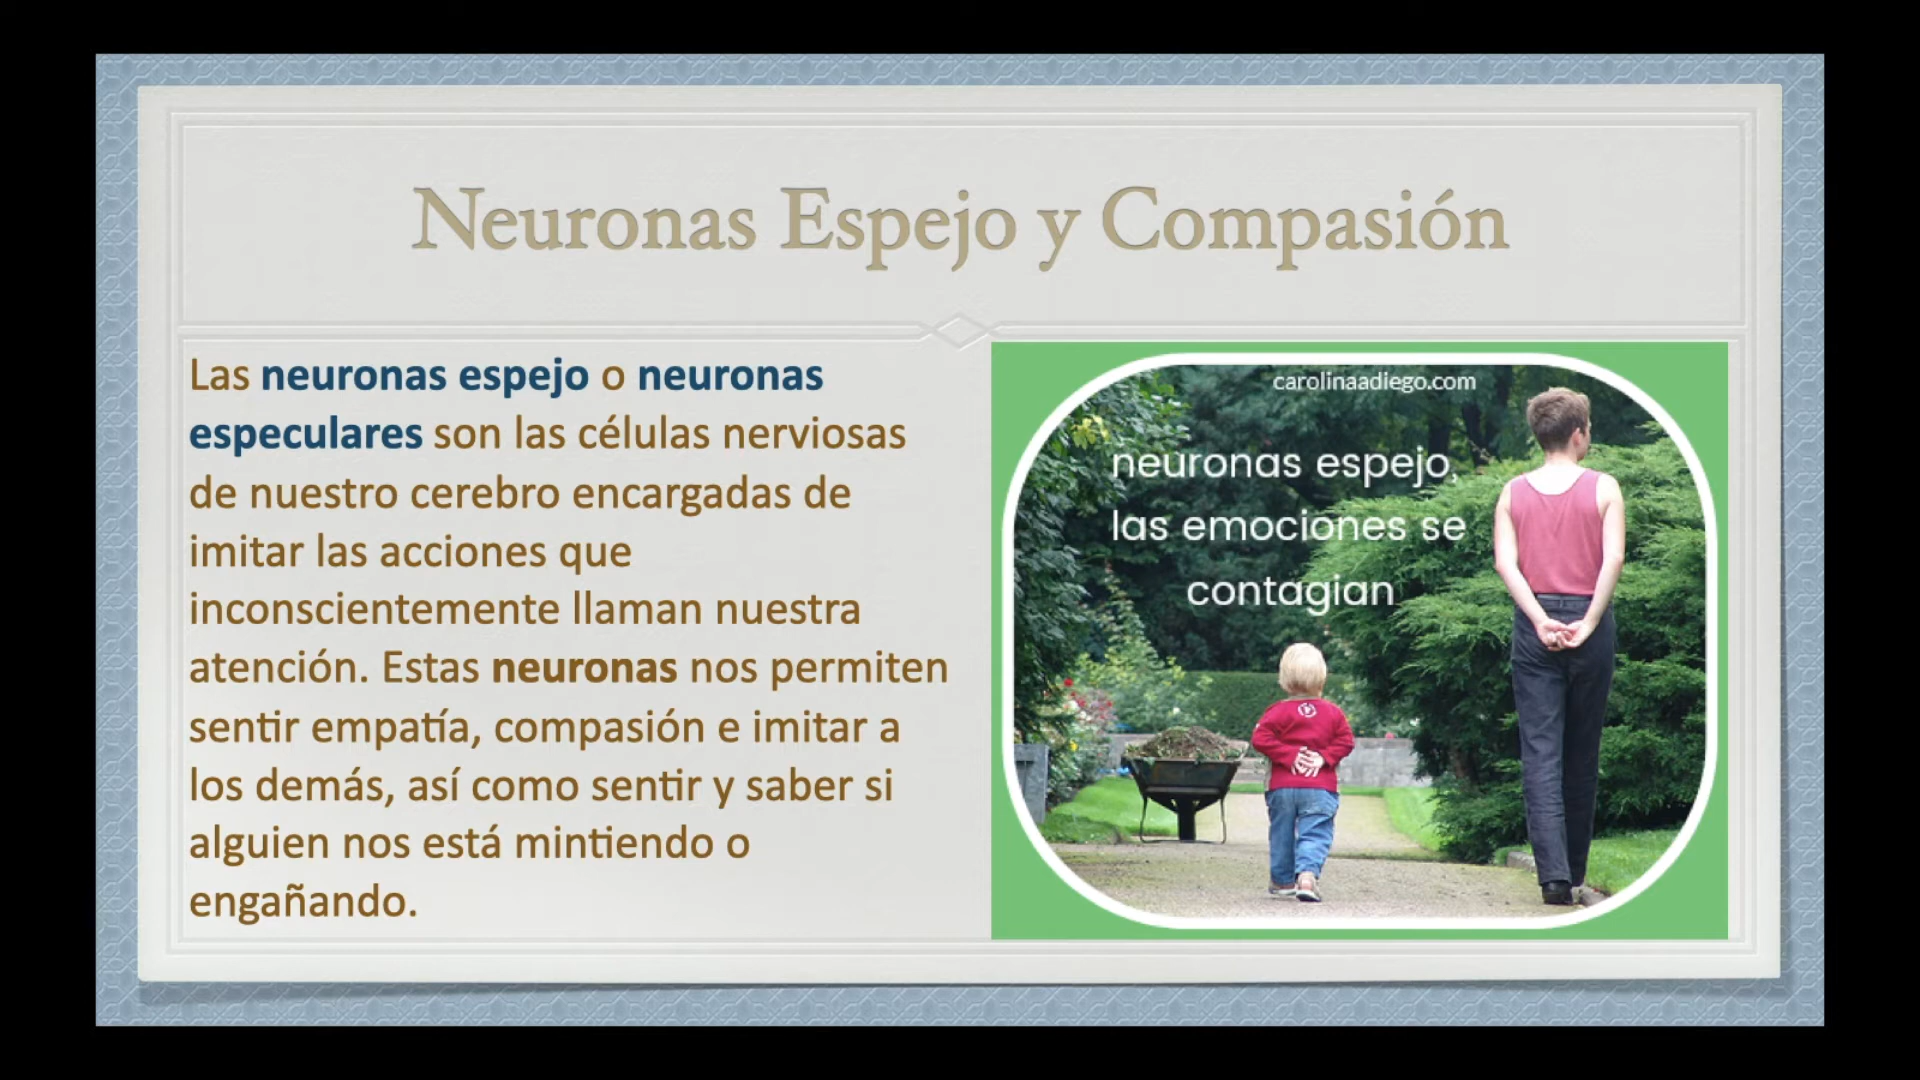 Neuronas Espejo y Compasión
Las neuronas espejo o neuronas
especulares son las células nerviosas
de nuestro cerebro encargadas de
imitar las acciones que
inconscientemente llaman nuestra
atención. Estas neuronas nos permiten
sentir empatía, compasión e imitar a
los demás, así como sentir y saber si
alguien nos está mintiendo o
engañando.
carolinaadiego.com
neuronas espejo,
las emociones se
contagian